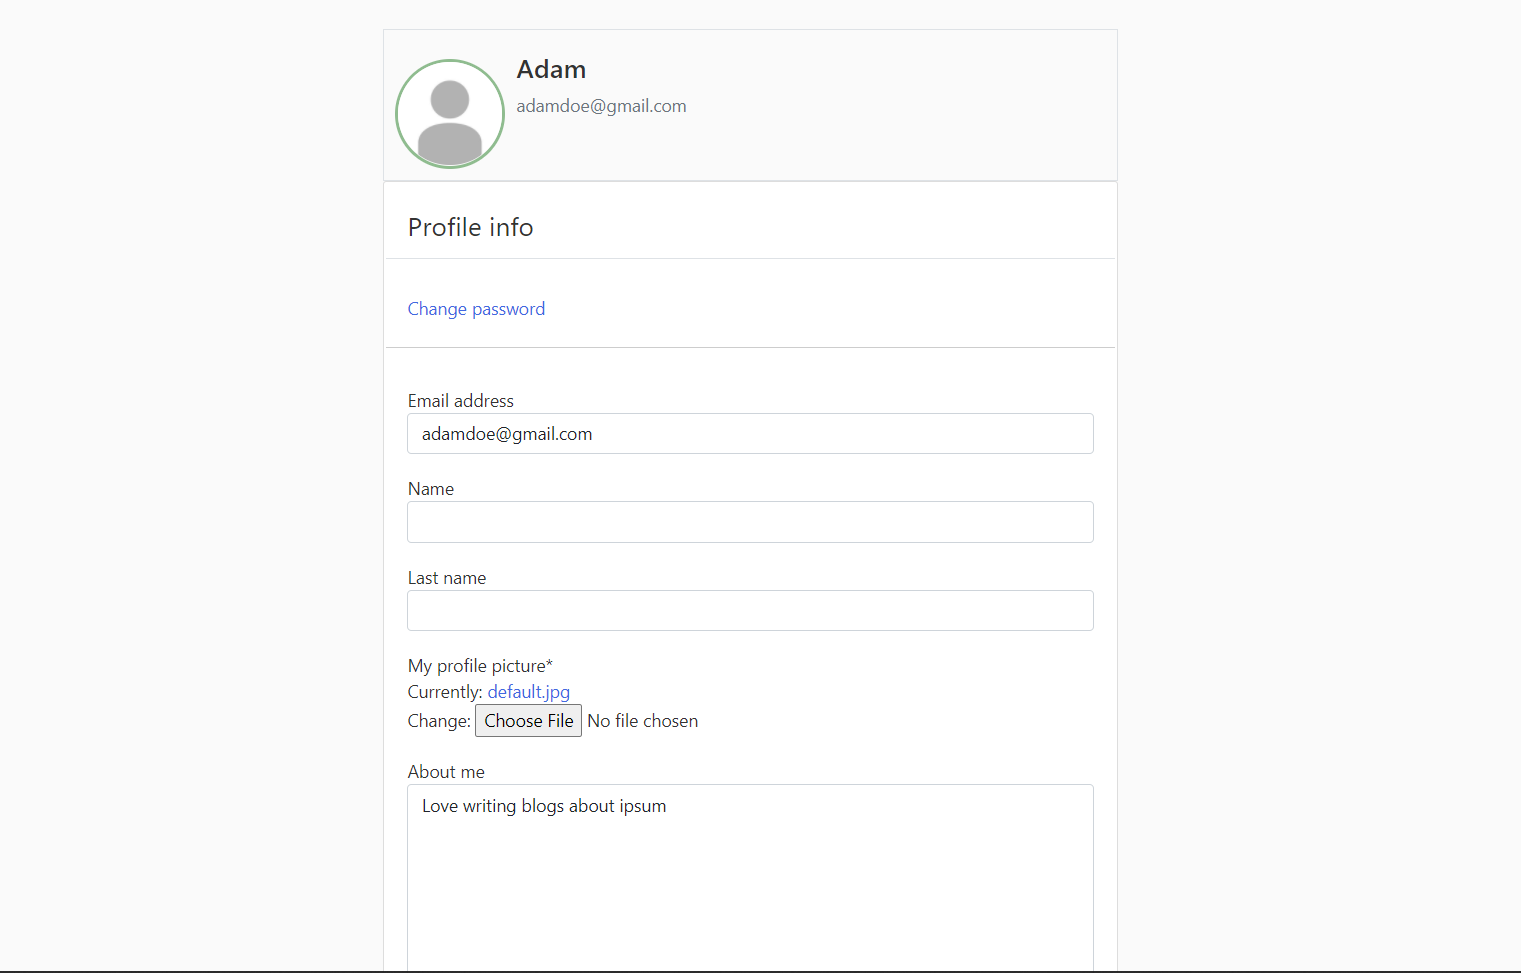 Adam
adamdoe@gmail.com
Profile info
Change password
Email address
adamdoe@gmail.com
Name
Last name
My profile picture*
Currently: default.jpg
Change: Choose File No file chosen
About me
Love writing blogs about ipsum